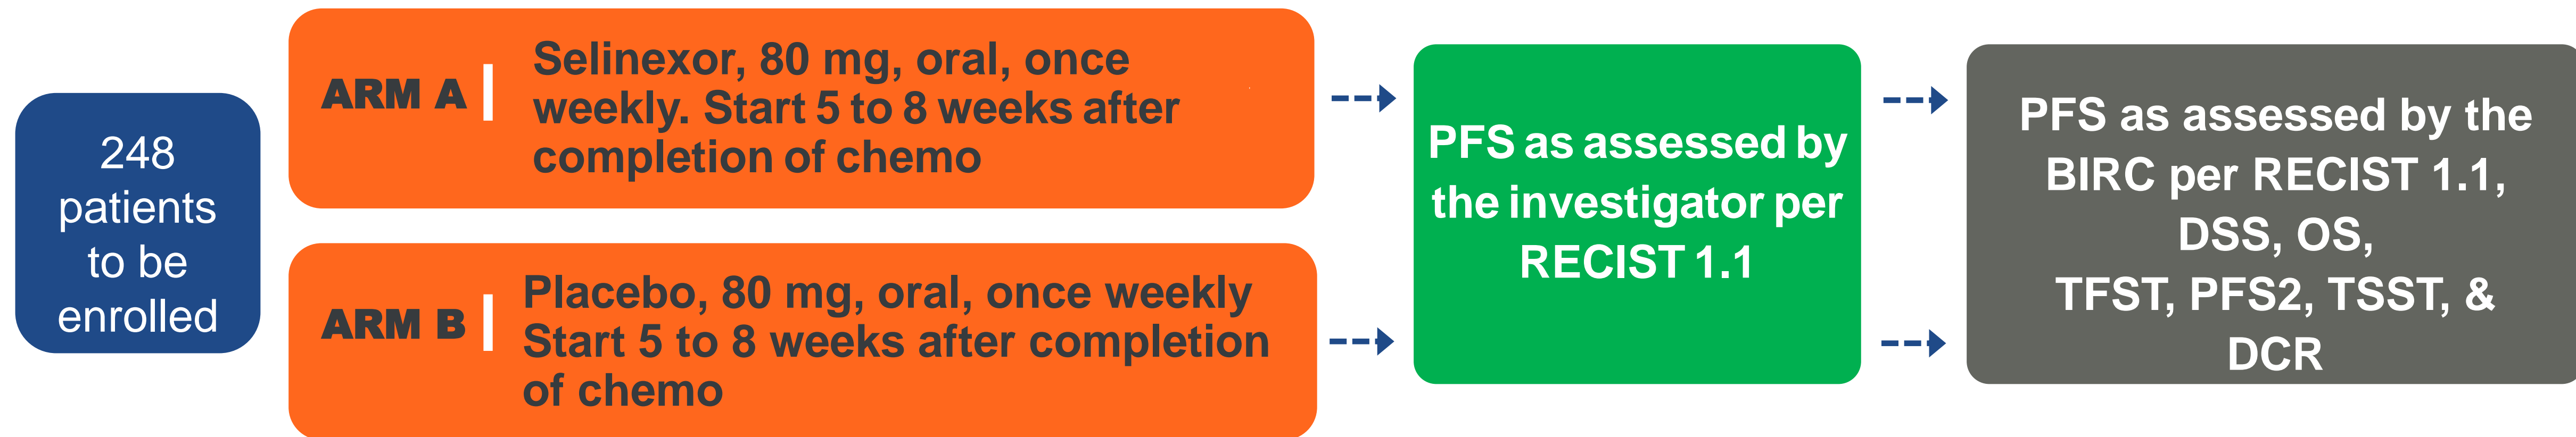 248
patients
to be
enrolled
ARM A
Selinexor, 80 mg, oral, once
weekly. Start 5 to 8 weeks after
completion of chemo
ARM B
Placebo, 80 mg, oral, once weekly
Start 5 to 8 weeks after completion
of chemo
PFS as assessed by
the investigator per
RECIST 1.1
PFS as assessed by the
BIRC per RECIST 1.1,
DSS, OS,
TFST, PFS2, TSST, &
DCR